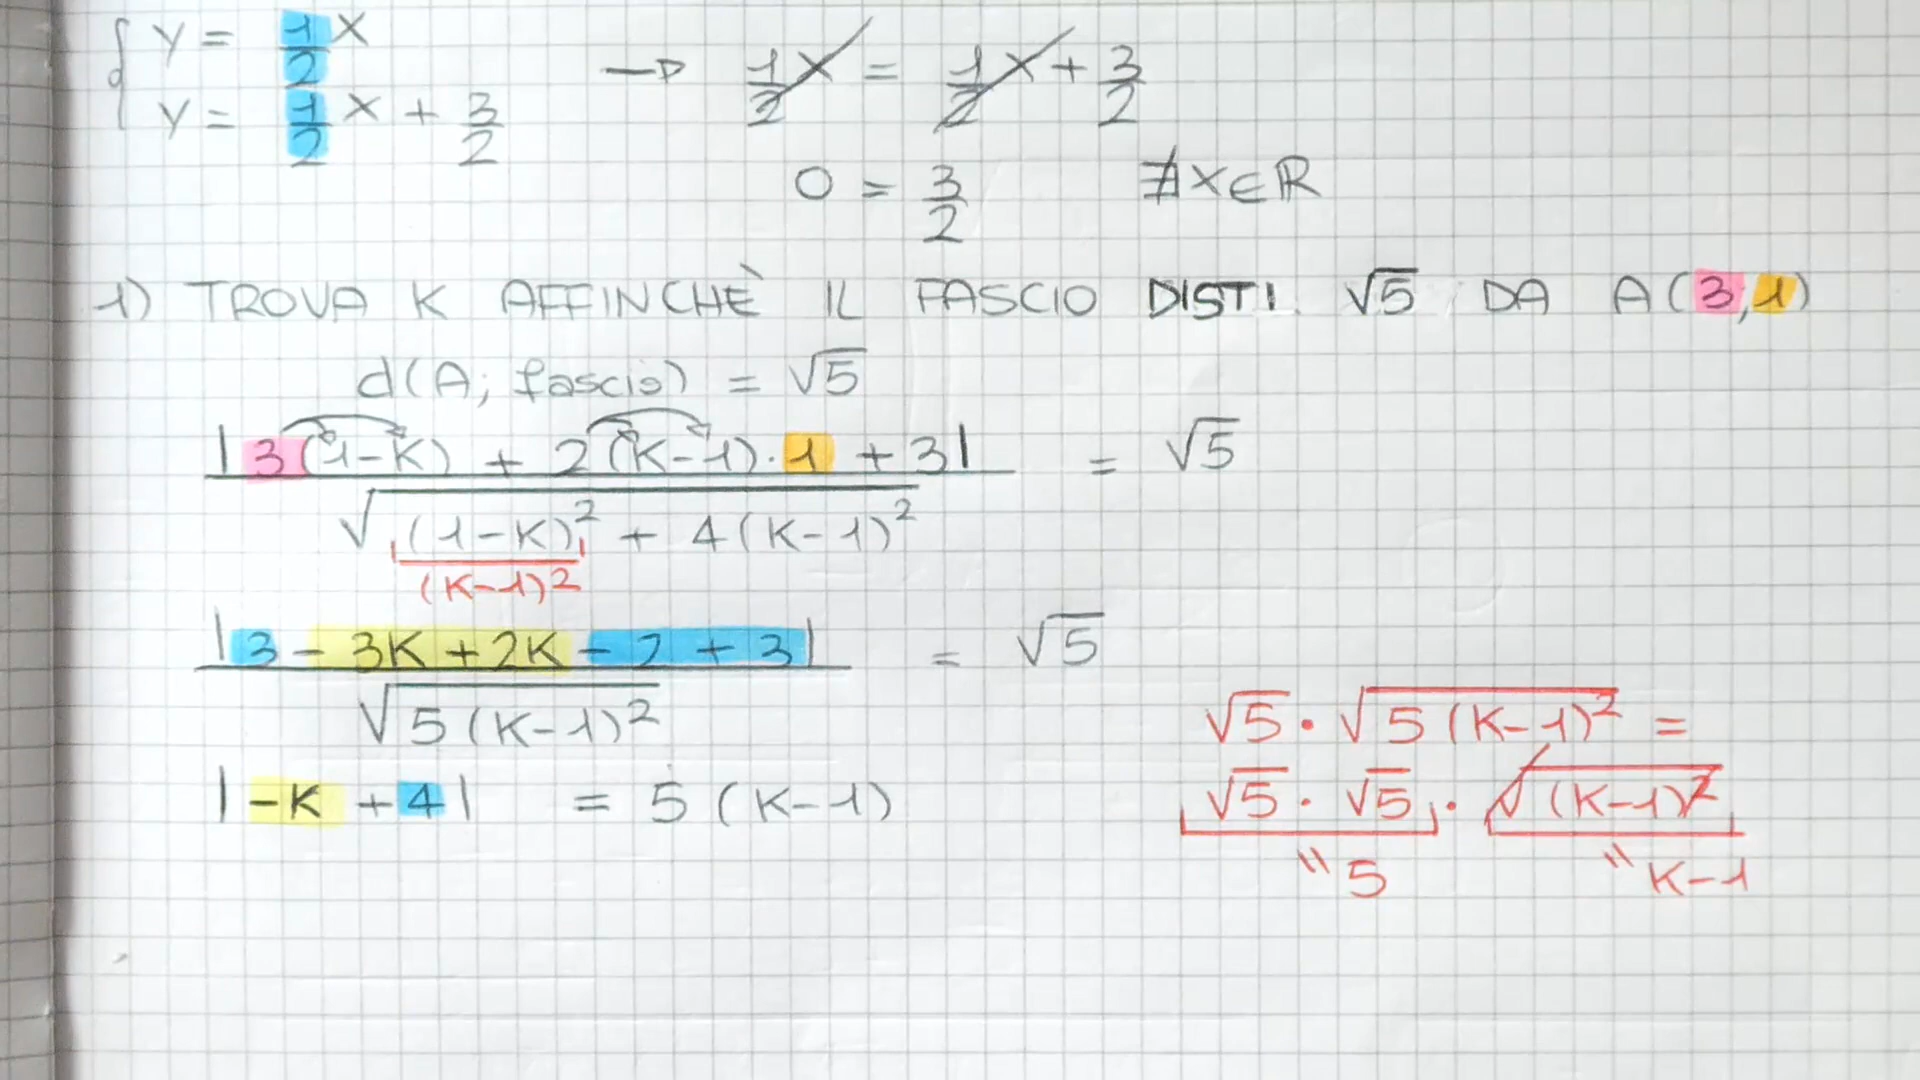 { y = 1/2 x → 1/2 x = 1/2 x + 3/2
y = 1/2 x + 3/2
0 = 3/2 ∄ x ∈ ℝ
1) TROVA K AFFINCHÈ IL FASCIO DISTI √5 DA A(3,1)
d(A; fascio) = √5
|3(1-K) + 2(K-1)·1 + 3| / √((1-K)² + 4(K-1)²) = √5
(K-1)²
|3 - 3K + 2K - 2 + 3| / √(5(K-1)²) = √5
√5 · √(5(K-1)²) =
|-K + 4| = 5(K-1)
√5 · √5 · √((K-1)²)
" 5 " K-1